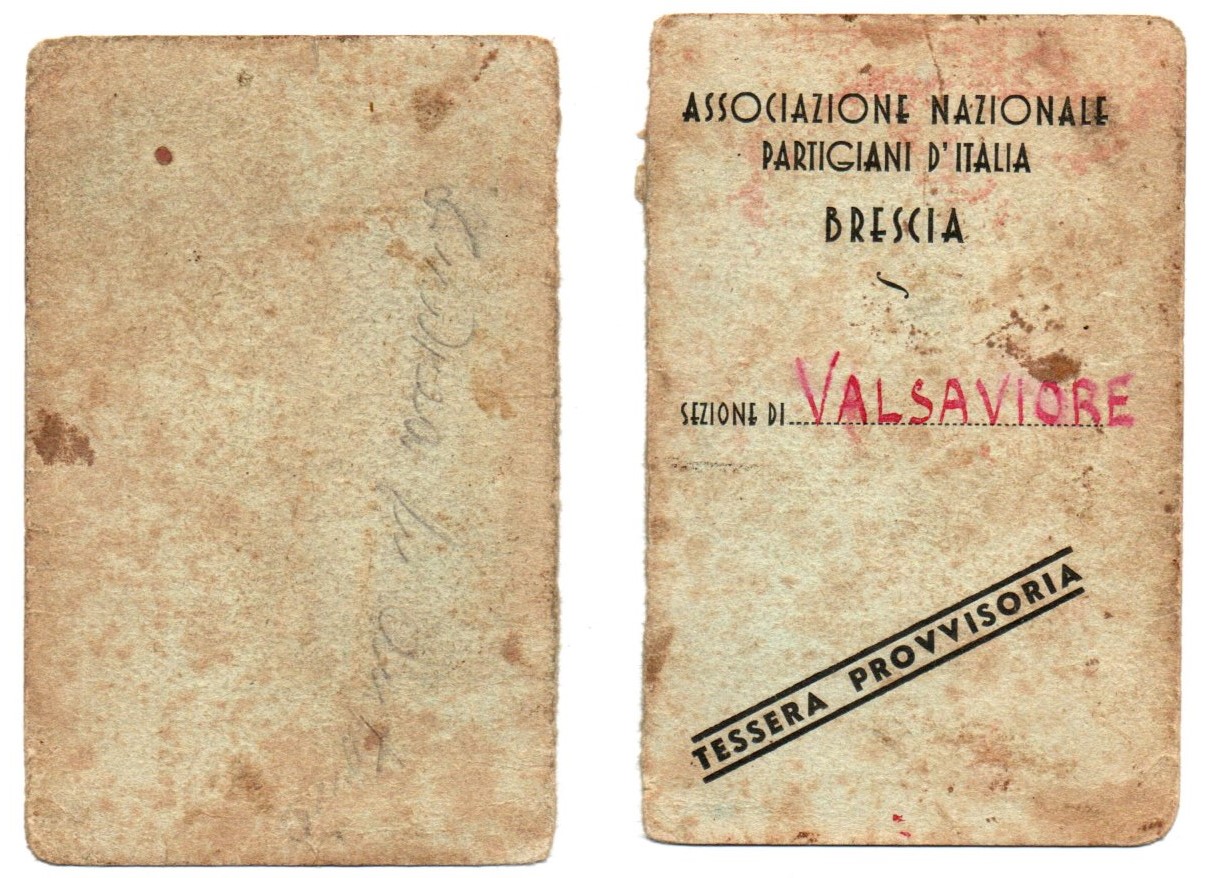 ASSOCIAZIONE NAZIONALE
PARTIGIANI D'ITALIA
BRESCIA
SEZIONE DI VALSAVIORE
TESSERA PROVVISORIA